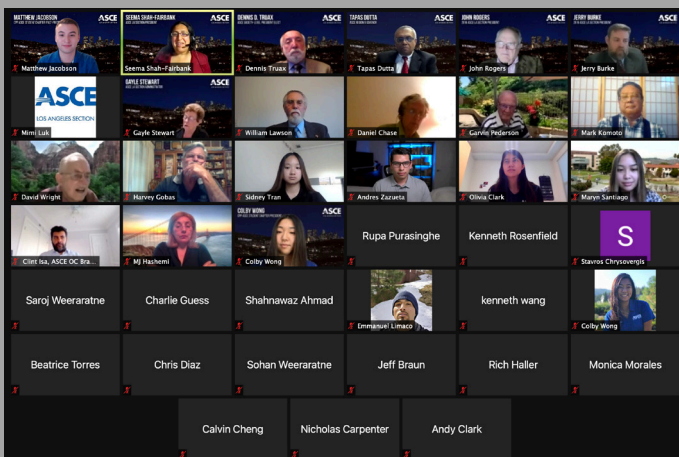 MATTHEW JACOBSON
ASCE
Matthew Jacobson
SEEMA SHAH-FAIRBANK
ASCE
Seema Shah-Fairbank
DENNIS D. TRUAX
ASCE
Dennis Truax
TAPAS DUTTA
ASCE
Tapas Dutta
JOHN ROGERS
ASCE
John Rogers
JERRY BURKE
ASCE
Jerry Burke
ASCE
LOS ANGELES SECTION
Mimi Luk
GAYLE STEWART
ASCE
Gayle Stewart
William Lawson
Daniel Chase
Garvin Pederson
Mark Komoto
David Wright
Harvey Gobas
Sidney Tran
Andres Zazueta
Olivia Clark
Maryn Santiago
Clint Isa, ASCE OC Bra...
MJ Hashemi
COLBY WONG
ASCE
Colby Wong
Rupa Purasinghe
Kenneth Rosenfield
S
Stavros Chrysovergis
Saroj Weeraratne
Charlie Guess
Shahnawaz Ahmad
Emmanuel Limaco
kenneth wang
Colby Wong
Beatrice Torres
Chris Diaz
Sohan Weeraratne
Jeff Braun
Rich Haller
Monica Morales
Calvin Cheng
Nicholas Carpenter
Andy Clark